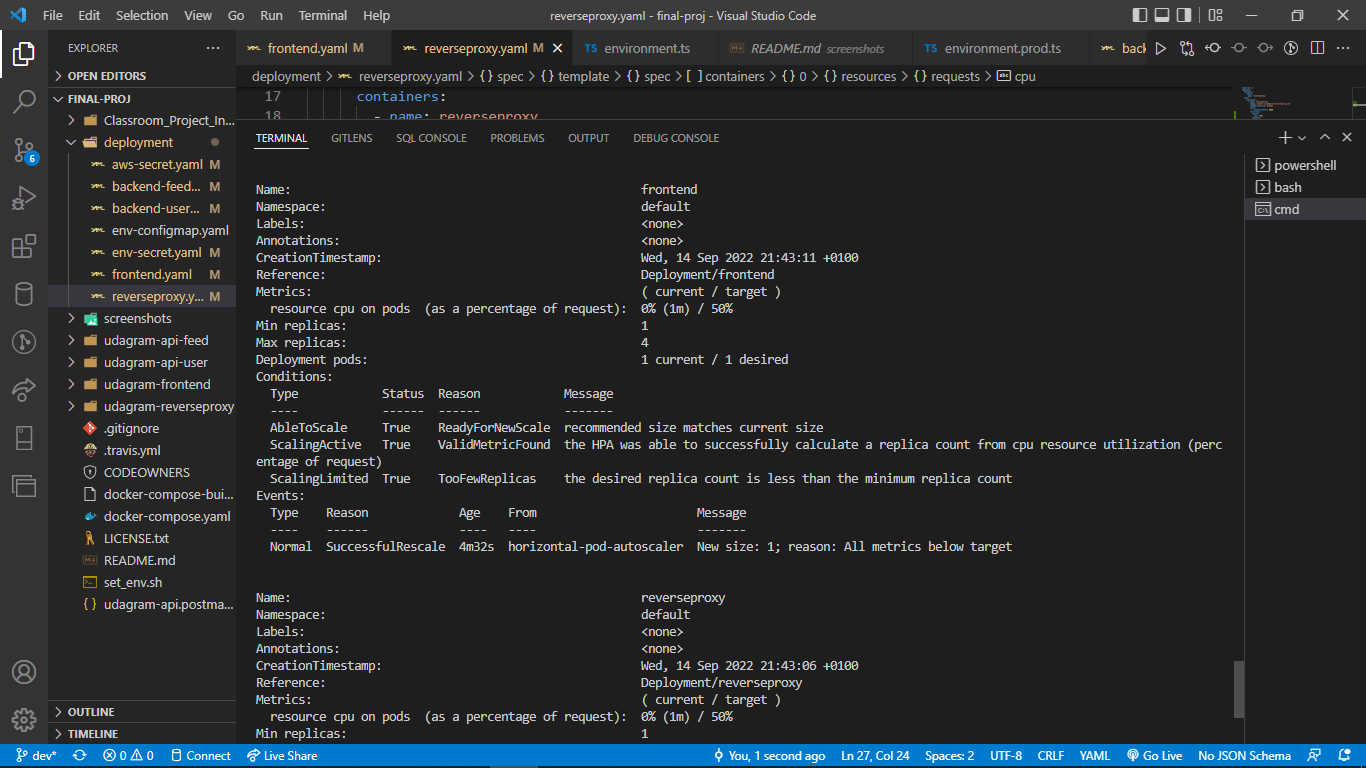 File Edit Selection View Go Run Terminal Help reverseproxy.yaml - final-proj - Visual Studio Code
EXPLORER
OPEN EDITORS
FINAL-PROJ
Classroom_Project_In...
deployment
aws-secret.yaml M
backend-feed... M
backend-user... M
env-configmap.yaml
env-secret.yaml M
frontend.yaml M
reverseproxy.y... M
screenshots
udagram-api-feed
udagram-api-user
udagram-frontend
udagram-reverseproxy
.gitignore
.travis.yml
CODEOWNERS
docker-compose-bui...
docker-compose.yaml
LICENSE.txt
README.md
set_env.sh
udagram-api.postma...
OUTLINE
TIMELINE
6
frontend.yaml M reverseproxy.yaml M environment.ts README.md screenshots environment.prod.ts back
deployment > reverseproxy.yaml > {} spec > {} template > {} spec > [ ] containers > {} 0 > {} resources > {} requests > cpu
17 containers:
18 - name: reverseproxy
TERMINAL GITLENS SQL CONSOLE PROBLEMS OUTPUT DEBUG CONSOLE
Name: frontend
Namespace: default
Labels: <none>
Annotations: <none>
CreationTimestamp: Wed, 14 Sep 2022 21:43:11 +0100
Reference: Deployment/frontend
Metrics: ( current / target )
resource cpu on pods (as a percentage of request): 0% (1m) / 50%
Min replicas: 1
Max replicas: 4
Deployment pods: 1 current / 1 desired
Conditions:
Type Status Reason Message
---- ------ ------ -------
AbleToScale True ReadyForNewScale recommended size matches current size
ScalingActive True ValidMetricFound the HPA was able to successfully calculate a replica count from cpu resource utilization (perc
entage of request)
ScalingLimited True TooFewReplicas the desired replica count is less than the minimum replica count
Events:
Type Reason Age From Message
---- ------ ---- ---- -------
Normal SuccessfulRescale 4m32s horizontal-pod-autoscaler New size: 1; reason: All metrics below target
Name: reverseproxy
Namespace: default
Labels: <none>
Annotations: <none>
CreationTimestamp: Wed, 14 Sep 2022 21:43:06 +0100
Reference: Deployment/reverseproxy
Metrics: ( current / target )
resource cpu on pods (as a percentage of request): 0% (1m) / 50%
Min replicas: 1
powershell
bash
cmd
dev* 0 0 Connect Live Share You, 1 second ago Ln 27, Col 24 Spaces: 2 UTF-8 CRLF YAML Go Live No JSON Schema